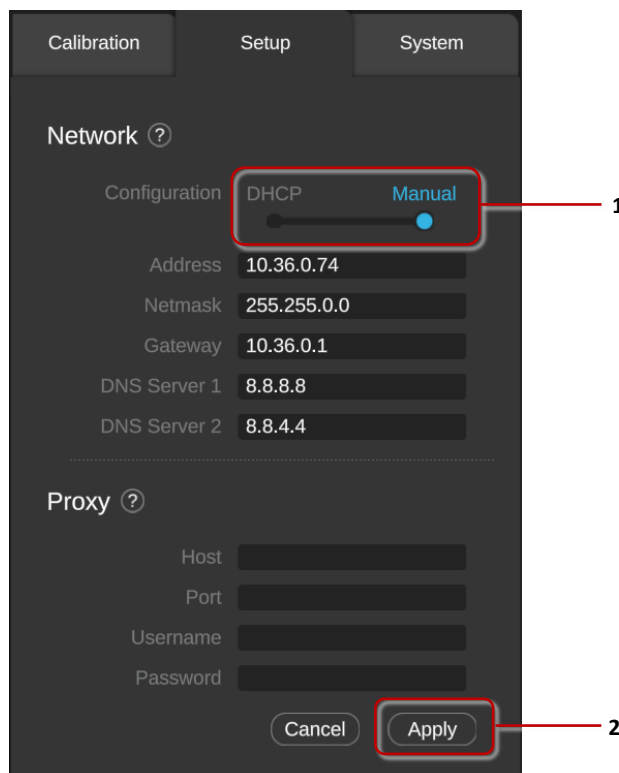 Calibration Setup System
Network ?
Configuration DHCP Manual
1
Address 10.36.0.74
Netmask 255.255.0.0
Gateway 10.36.0.1
DNS Server 1 8.8.8.8
DNS Server 2 8.8.4.4
Proxy ?
Host
Port
Username
Password
Cancel Apply
2